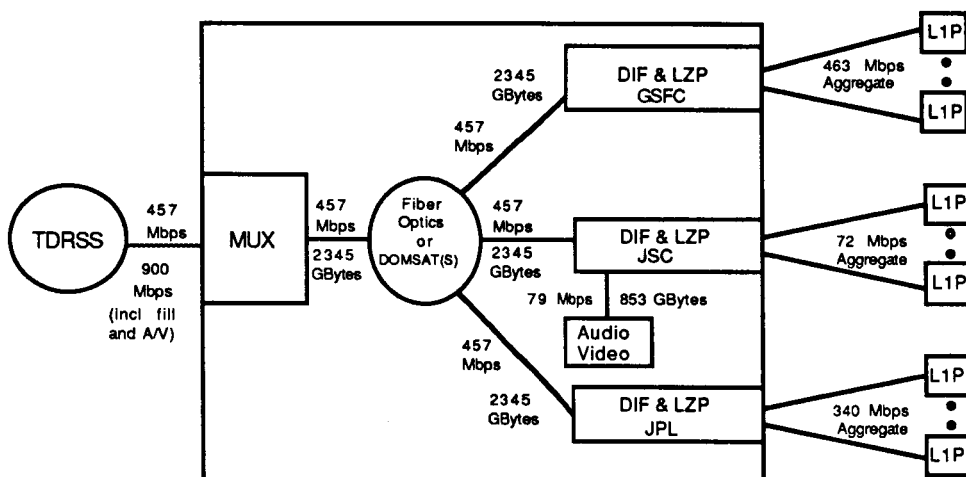 TDRSS
457
Mbps
900
Mbps
(Incl fill
and A/V)
MUX
457
Mbps
2345
GBytes
Fiber
Optics
or
DOMSAT(S)
457
Mbps
2345
GBytes
DIF & LZP
GSFC
463 Mbps
Aggregate
L1P
L1P
457
Mbps
2345
GBytes
DIF & LZP
JSC
79 Mbps
853 GBytes
Audio
Video
72 Mbps
Aggregate
L1P
L1P
457
Mbps
2345
GBytes
DIF & LZP
JPL
340 Mbps
Aggregate
L1P
L1P